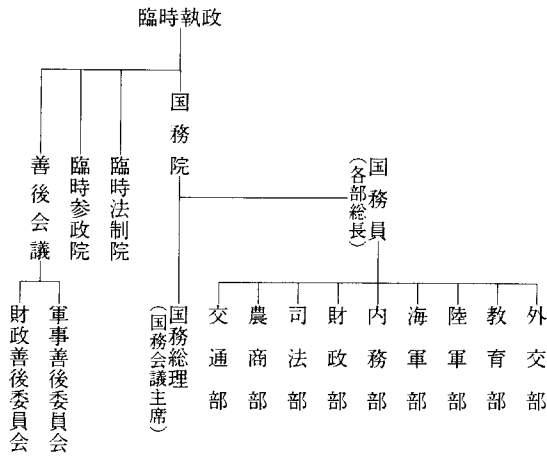 臨時執政
国務院
国務員
(各部総長)
臨時法制院
臨時参政院
善後会議
外交部
教育部
陸軍部
海軍部
内務部
財政部
司法部
農商部
交通部
国務総理
(国務会議主席)
軍事善後委員会
財政善後委員会